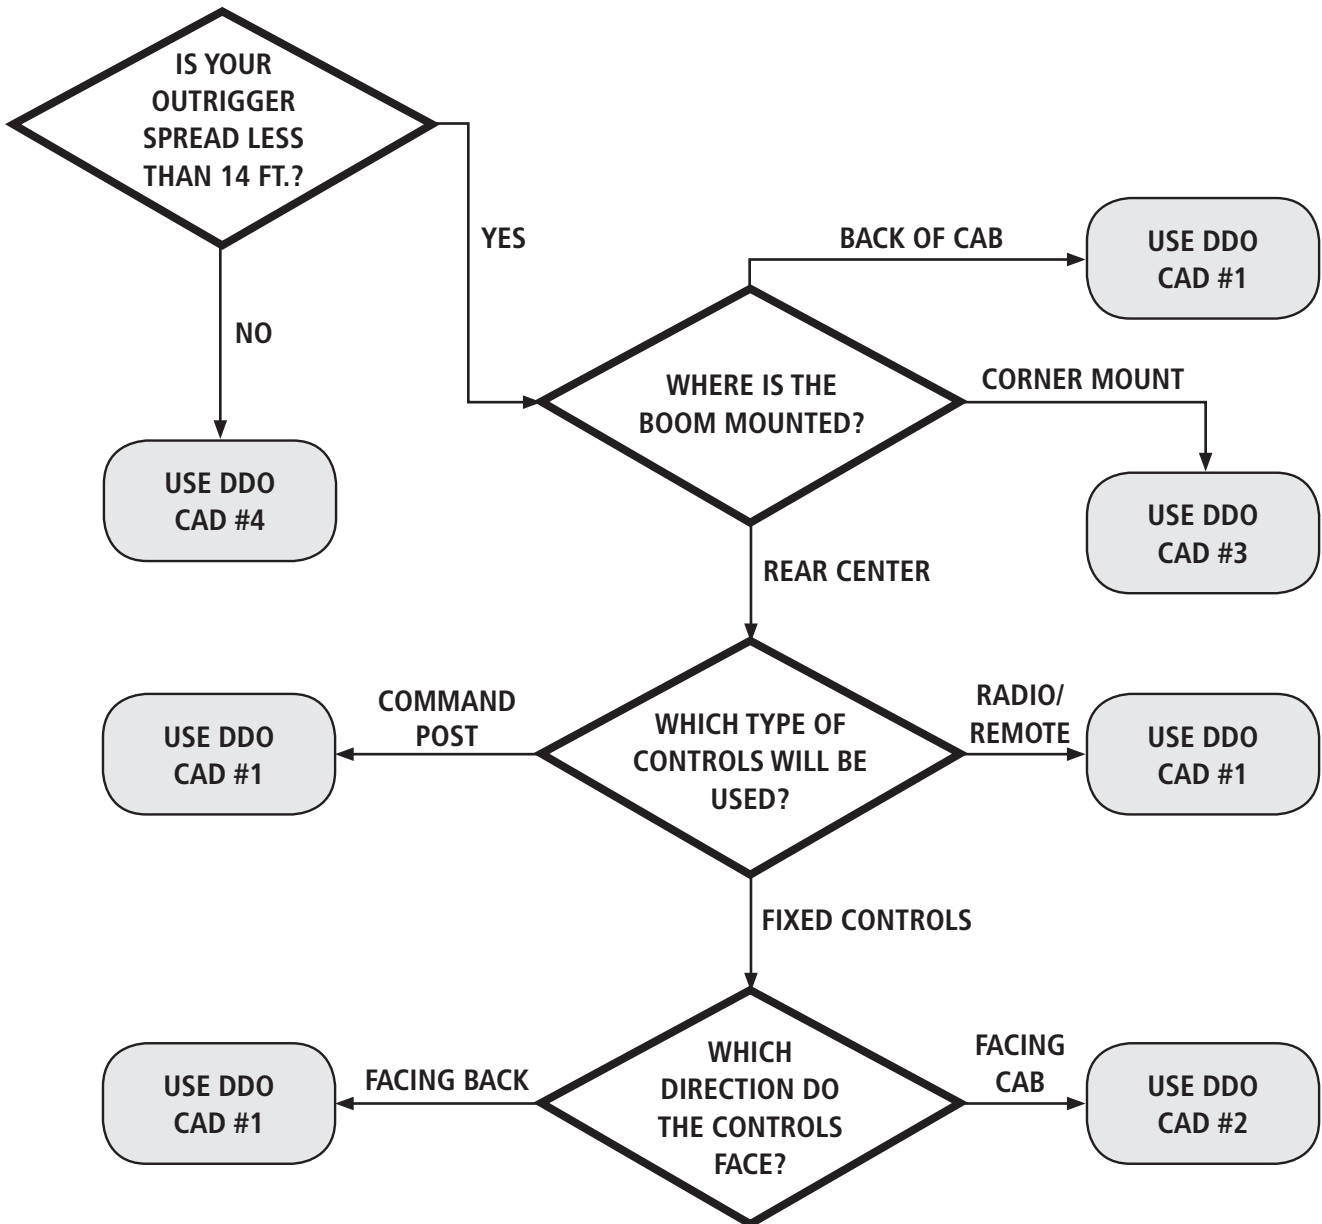 IS YOUR
OUTRIGGER
SPREAD LESS
THAN 14 FT.?
YES
NO
USE DDO
CAD #4
BACK OF CAB
USE DDO
CAD #1
WHERE IS THE
BOOM MOUNTED?
CORNER MOUNT
USE DDO
CAD #3
REAR CENTER
COMMAND
POST
USE DDO
CAD #1
WHICH TYPE OF
CONTROLS WILL BE
USED?
RADIO/
REMOTE
USE DDO
CAD #1
FIXED CONTROLS
FACING BACK
USE DDO
CAD #1
WHICH
DIRECTION DO
THE CONTROLS
FACE?
FACING
CAB
USE DDO
CAD #2